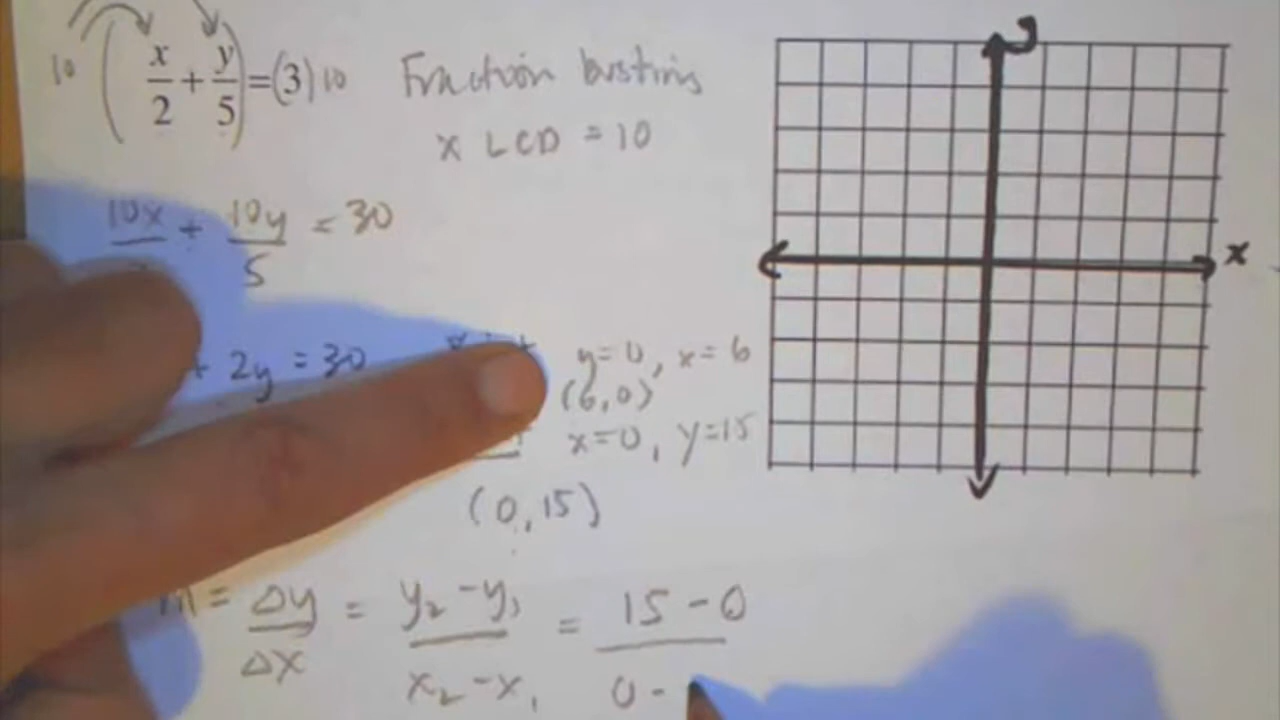 10 ( x/2 + y/5 ) = (3) 10
Fraction busting
x LCD = 10
10x + 10y/5 = 30
+ 2y = 30
y=0, x=6
(6,0)
x=0, y=15
(0,15)
m = Δy/Δx = y₂-y₁/x₂-x₁ = 15-0/0-
y
x